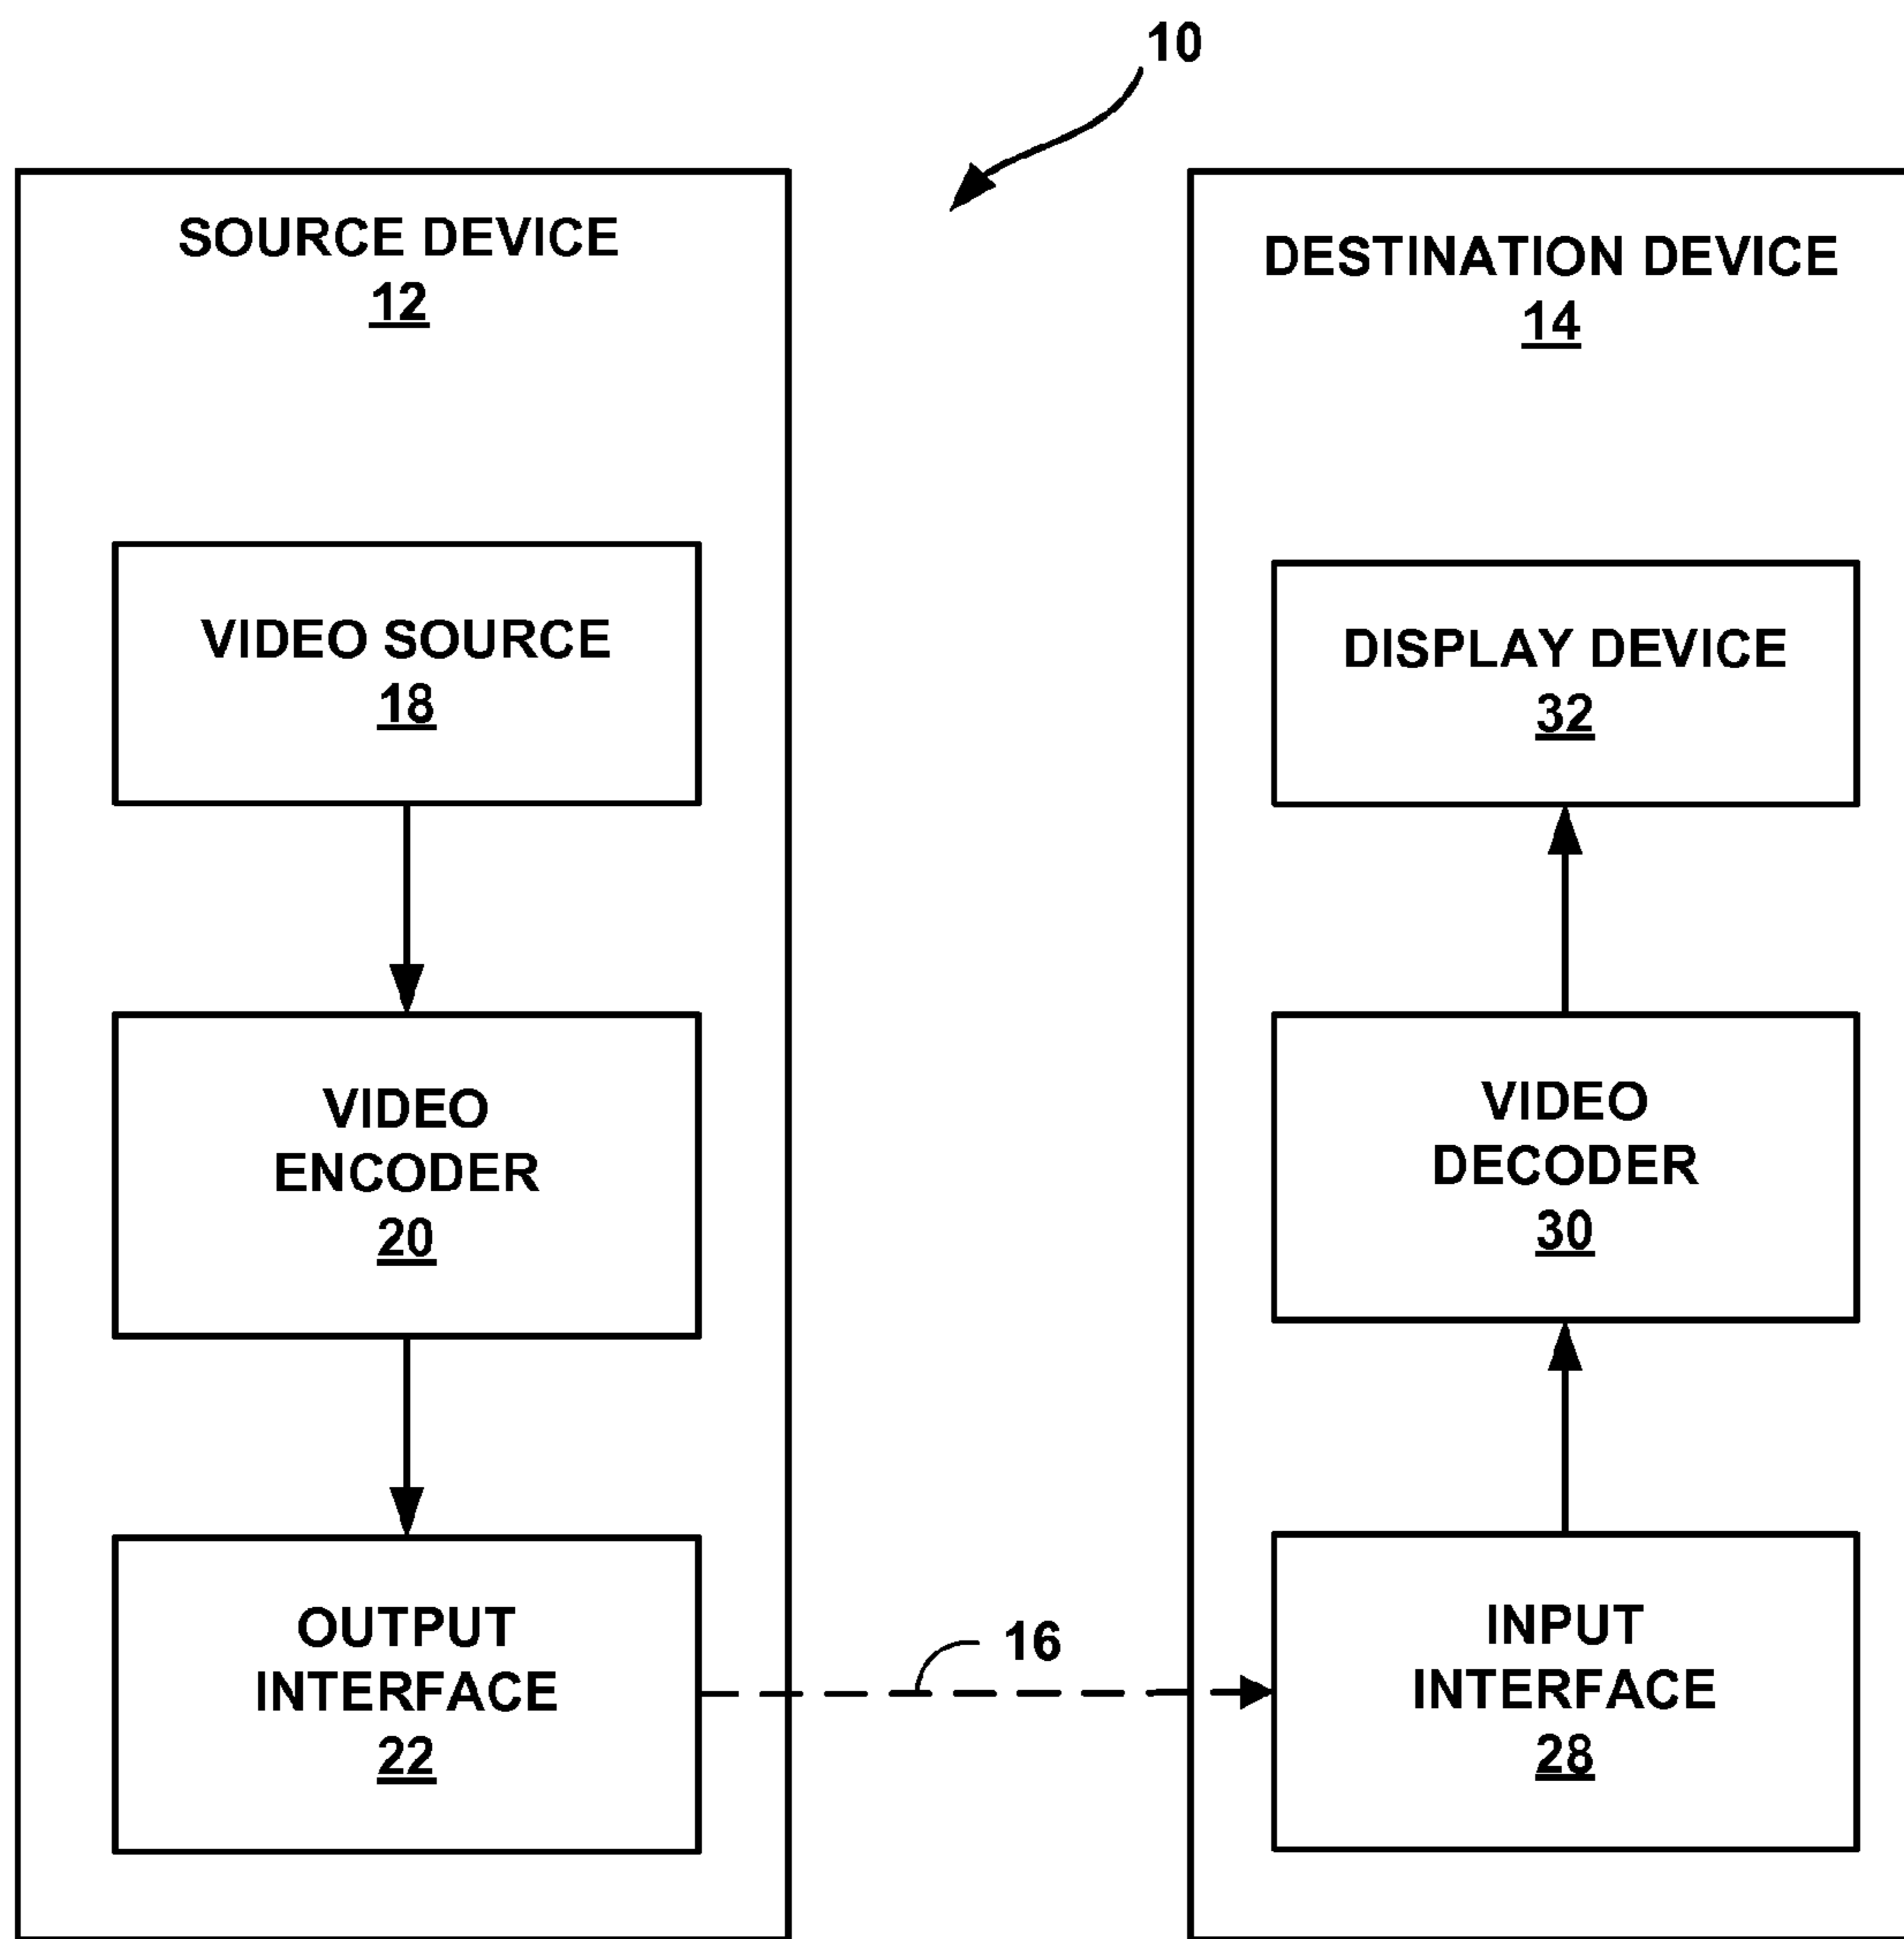 10
SOURCE DEVICE
12
VIDEO SOURCE
18
VIDEO
ENCODER
20
OUTPUT
INTERFACE
22
16
DESTINATION DEVICE
14
DISPLAY DEVICE
32
VIDEO
DECODER
30
INPUT
INTERFACE
28